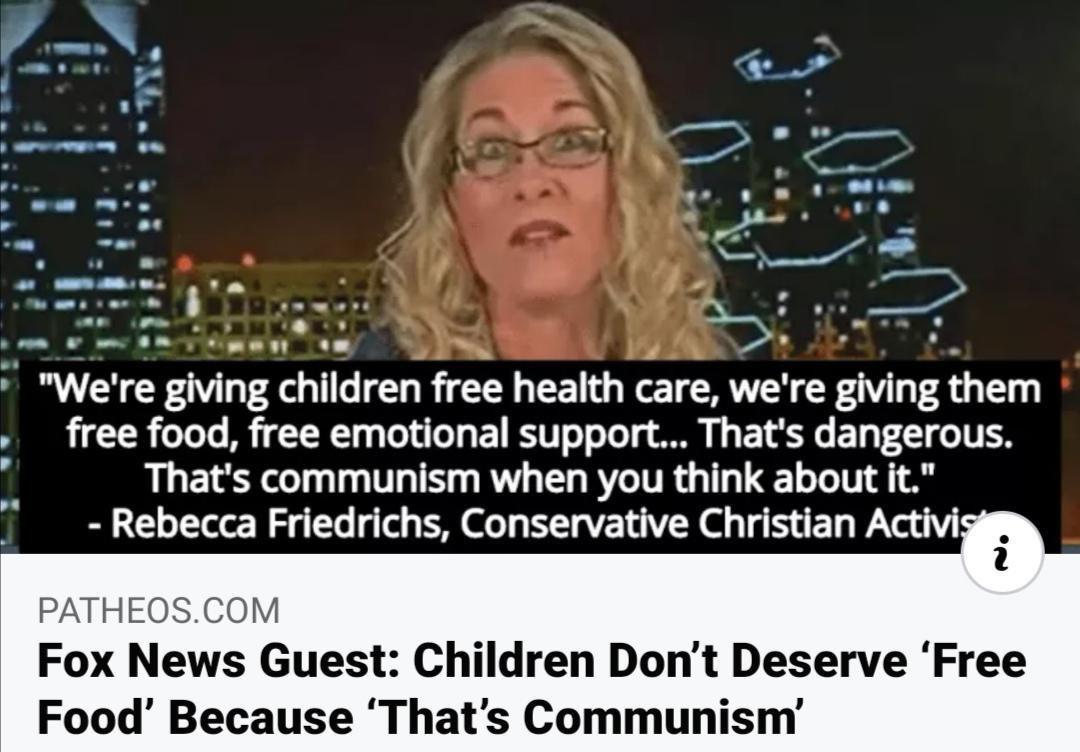 "We're giving children free health care, we're giving them
free food, free emotional support... That's dangerous.
That's communism when you think about it."
- Rebecca Friedrichs, Conservative Christian Activist
i
PATHEOS.COM
Fox News Guest: Children Don’t Deserve ‘Free
Food’ Because ‘That’s Communism’